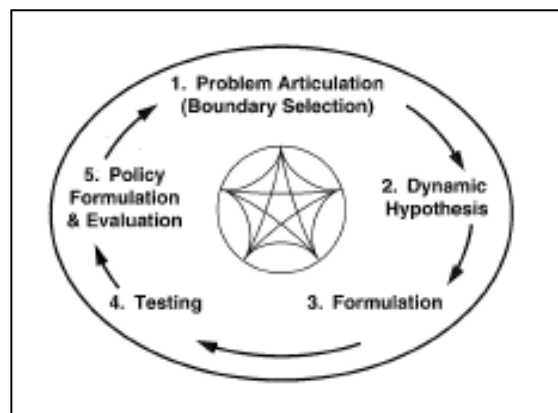 1. Problem Articulation
(Boundary Selection)
2. Dynamic
Hypothesis
3. Formulation
4. Testing
5. Policy
Formulation
& Evaluation